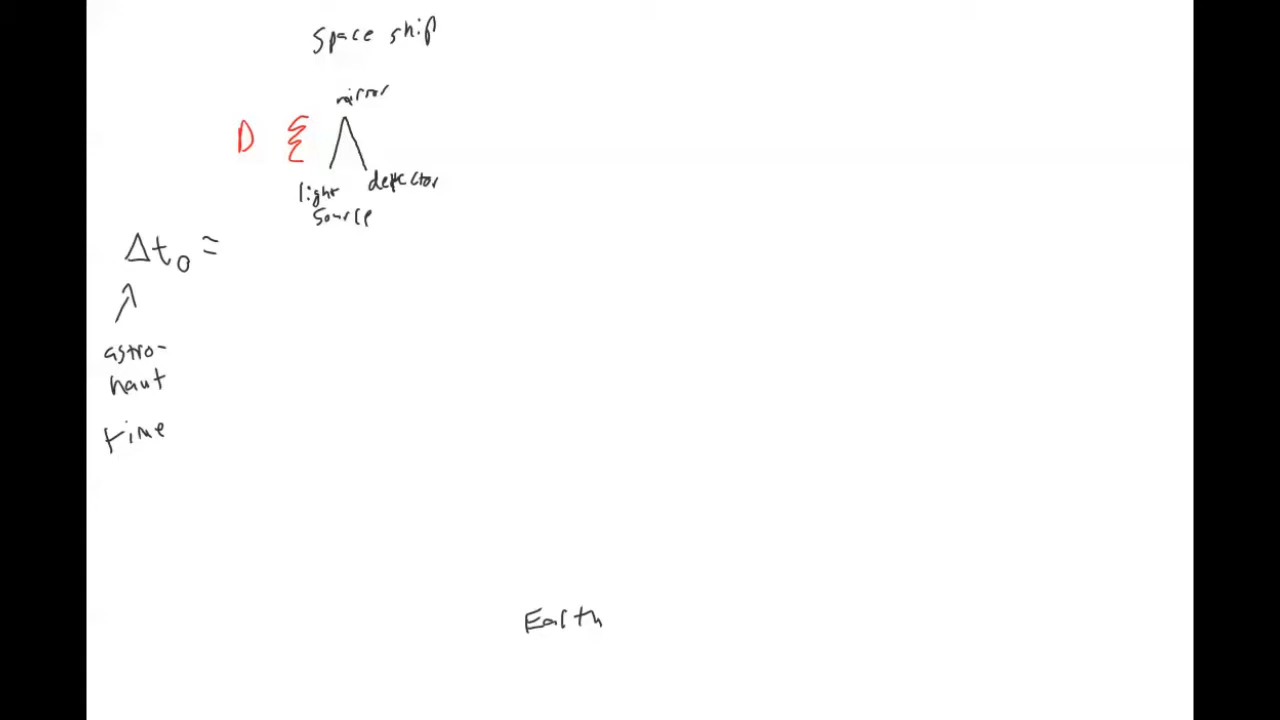 Space ship
mirror
D {
light detector
source
Δt₀ =
astro-
naut
time
Earth